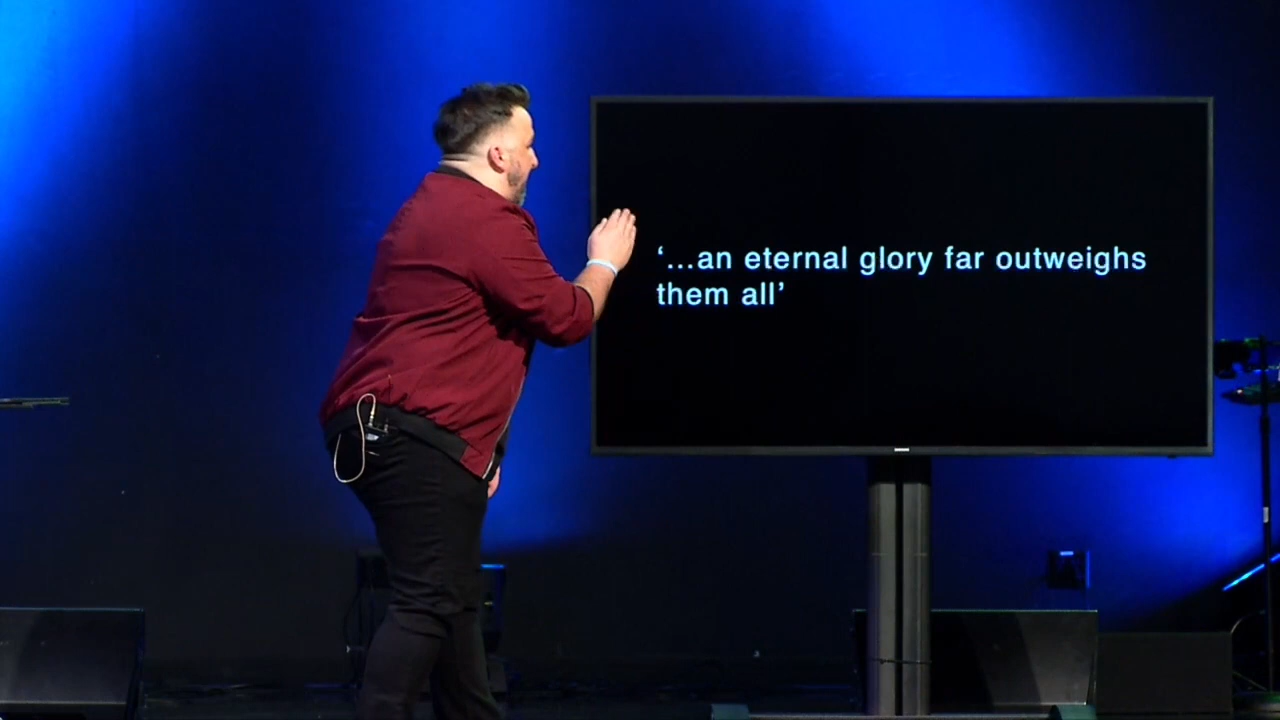 ‘...an eternal glory far outweighs
them all’